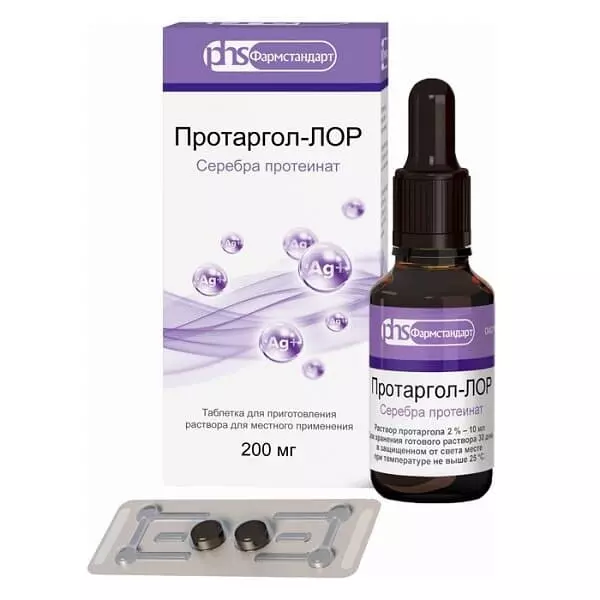 phs Фармстандарт
Протаргол-ЛОР
Серебра протеинат
Ag+
Ag+
Ag+
Ag+
Ag+
Таблетка для приготовления
раствора для местного применения
200 мг
phs Фармстандарт
Протаргол-ЛОР
Серебра протеинат
Раствор протаргола 2 % – 10 мл
хранения готового раствора 30
в защищенном от света месте
при температуре не выше 25 °С